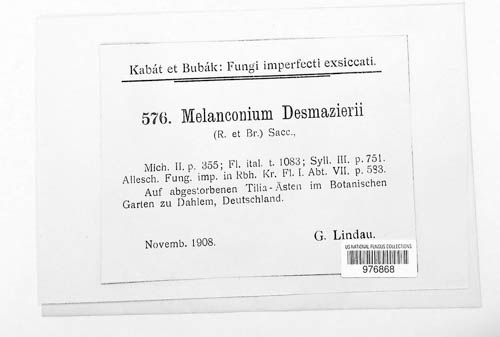 Kabát et Bubák: Fungi imperfecti exsiccati.
576. Melanconium Desmazierii
(R. et Br.) Sacc.,
Mich. II. p. 355; Fl. ital. t. 1083; Syll. III. p. 751.
Allesch. Fung. imp. in Rbh. Kr. Fl. I. Abt. VII. p. 583.
Auf abgestorbenen Tilia-Ästen im Botanischen
Garten zu Dahlem, Deutschland.
Novemb. 1908.
G. Lindau.
US NATIONAL FUNGUS COLLECTIONS
976868